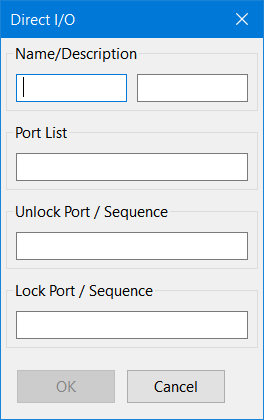 Direct I/O
Name/Description
Port List
Unlock Port / Sequence
Lock Port / Sequence
OK Cancel